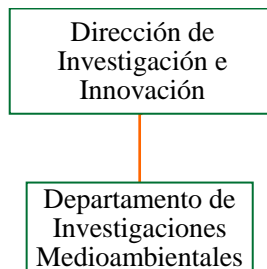 Dirección de
Investigación e
Innovación
Departamento de
Investigaciones
Medioambientales